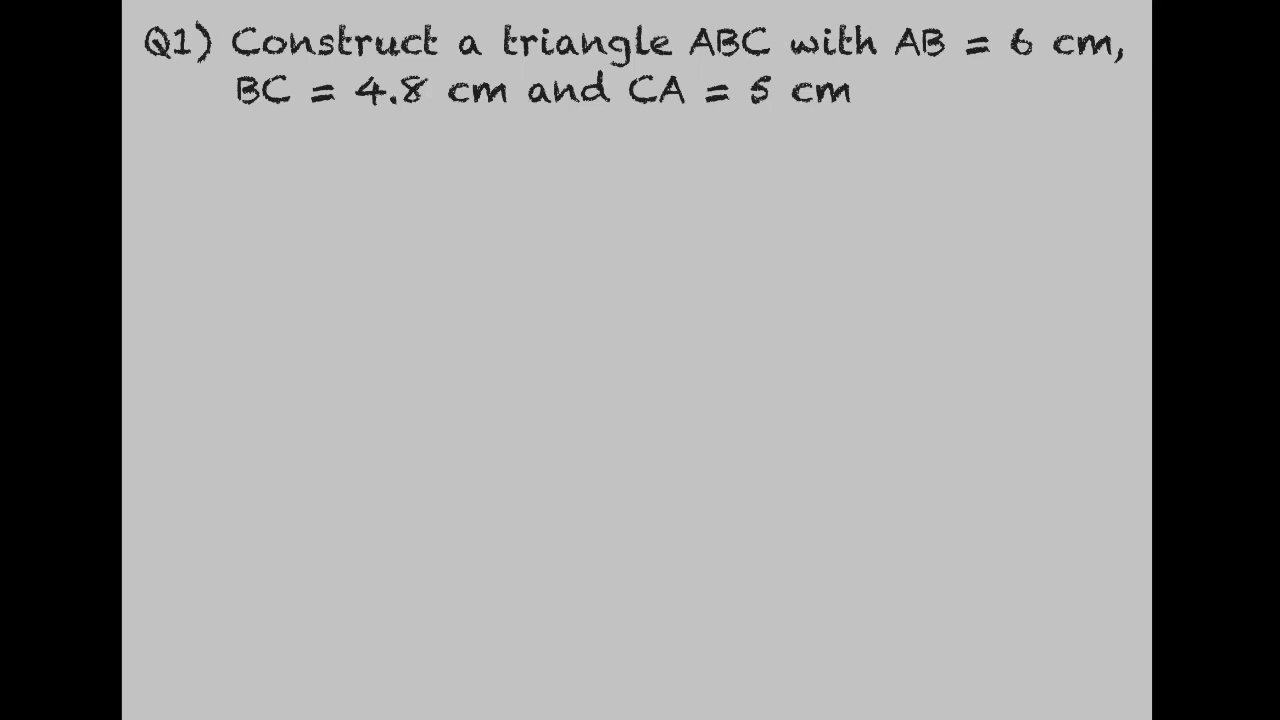 Q1) Construct a triangle ABC with AB = 6 cm,
BC = 4.8 cm and CA = 5 cm